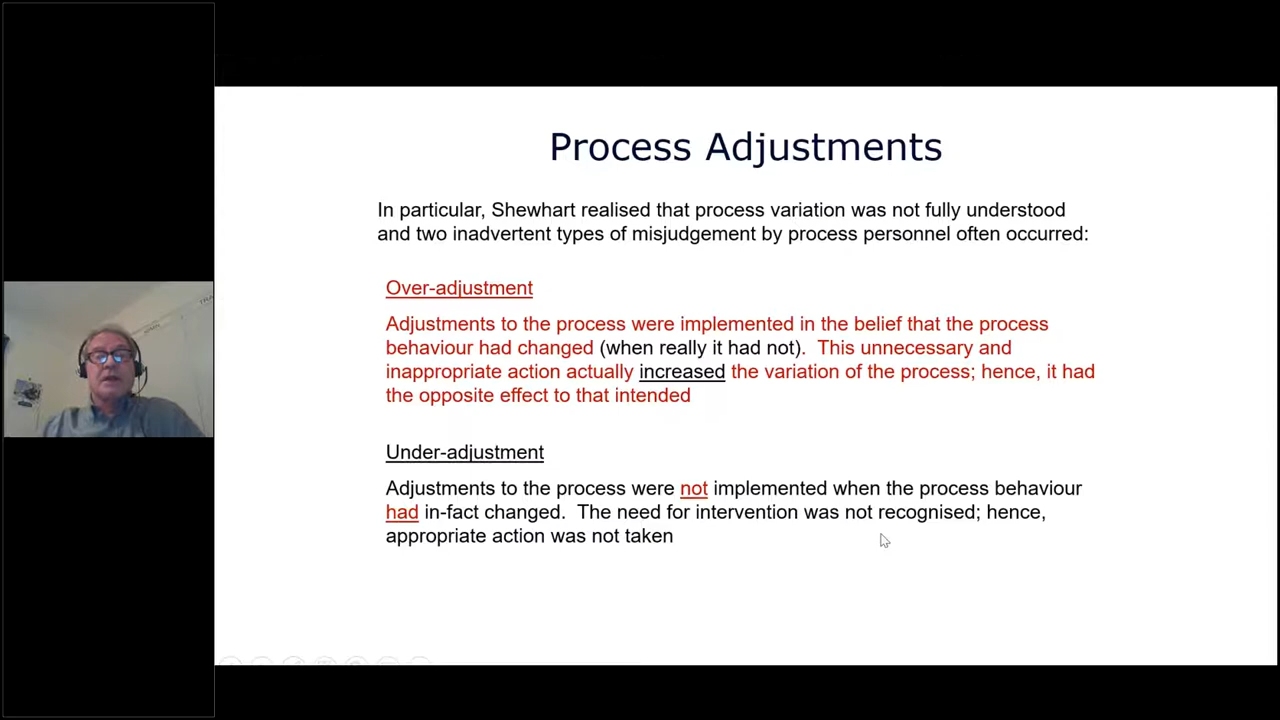 Process Adjustments
In particular, Shewhart realised that process variation was not fully understood
and two inadvertent types of misjudgement by process personnel often occurred:
Over-adjustment
Adjustments to the process were implemented in the belief that the process
behaviour had changed (when really it had not).  This unnecessary and
inappropriate action actually increased the variation of the process; hence, it had
the opposite effect to that intended
Under-adjustment
Adjustments to the process were not implemented when the process behaviour
had in-fact changed.  The need for intervention was not recognised; hence,
appropriate action was not taken